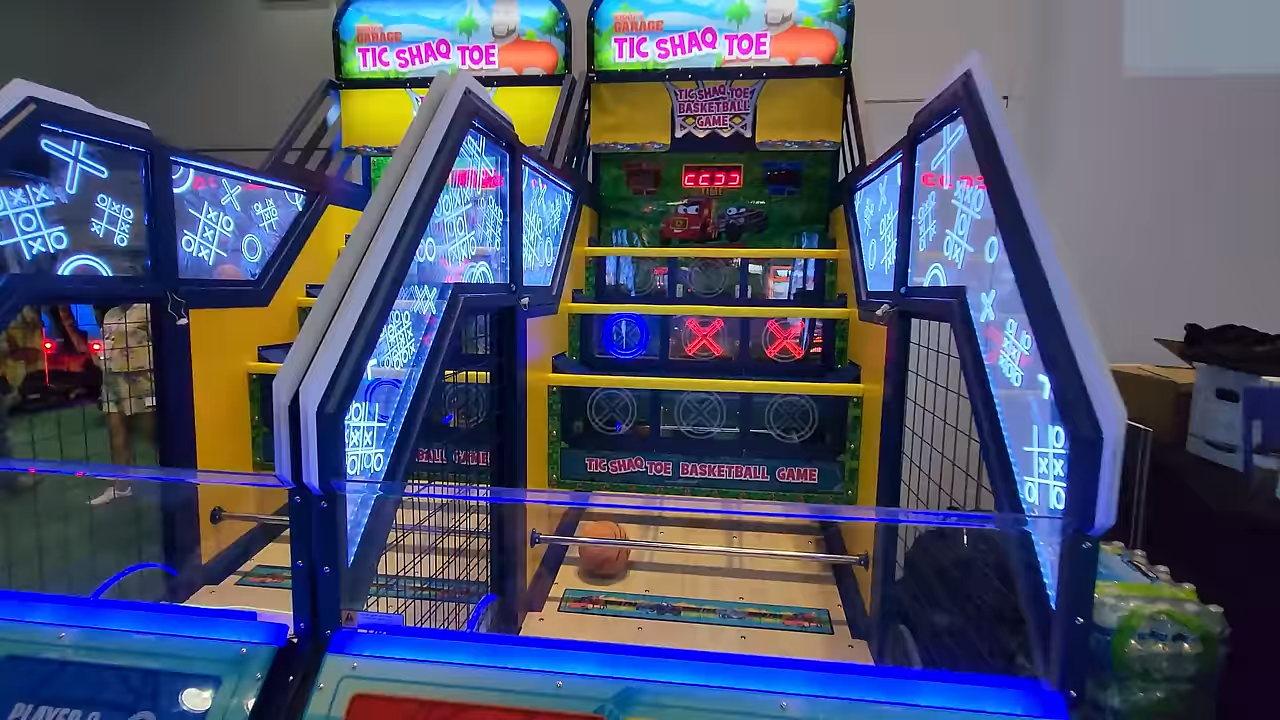 GARAGE
TIC SHAQ TOE
GARAGE
TIC SHAQ TOE
TIC SHAQ TOE
BASKETBALL
GAME
TIME
BALL GAME
TIC SHAQ TOE BASKETBALL GAME
PLAYER